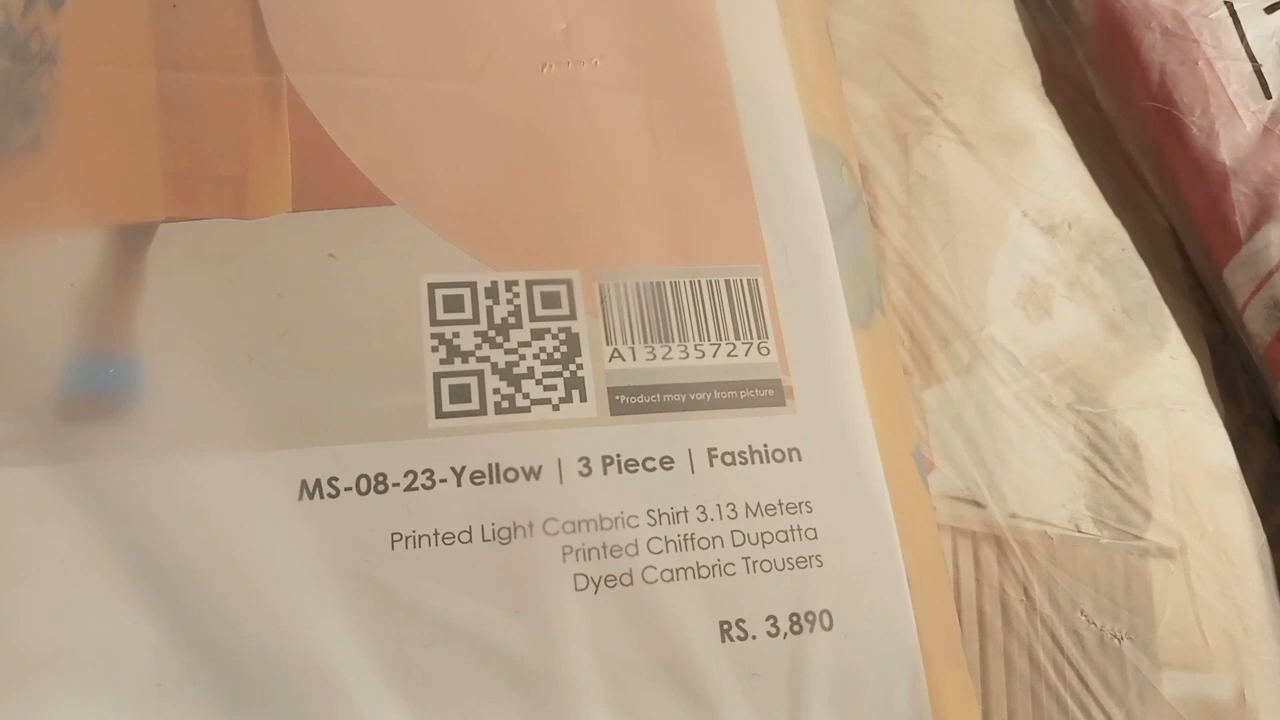 A132357276
*Product may vary from picture
MS-08-23-Yellow | 3 Piece | Fashion
Printed Light Cambric Shirt 3.13 Meters
Printed Chiffon Dupatta
Dyed Cambric Trousers
RS. 3,890